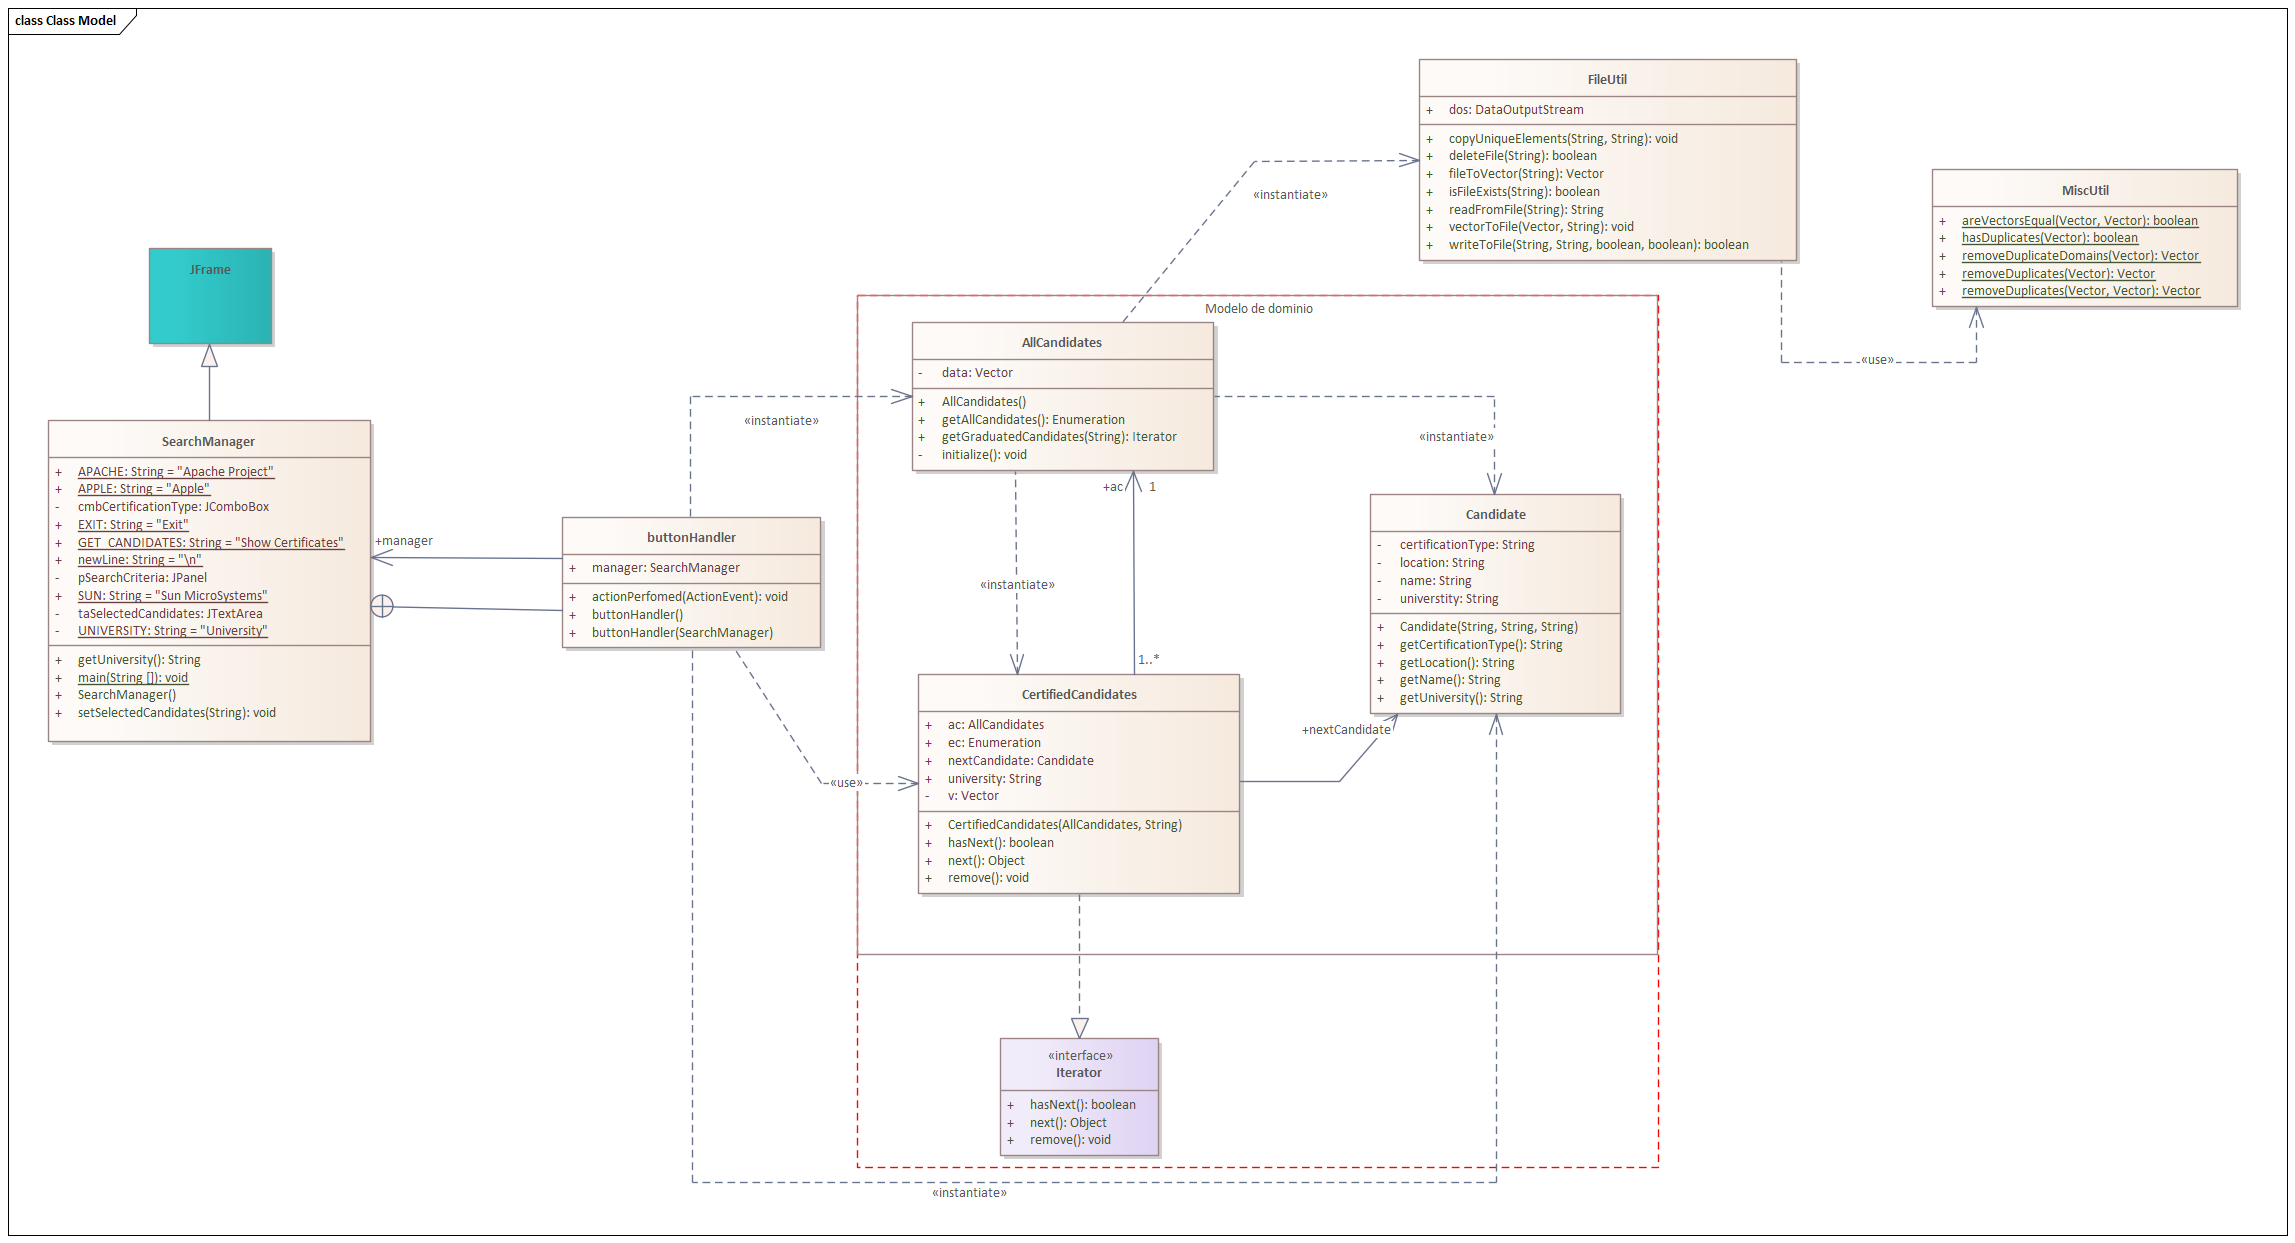 class Class Model
FileUtil
+ dos: DataOutputStream
+ copyUniqueElements(String, String): void
+ deleteFile(String): boolean
+ fileToVector(String): Vector
+ isFileExists(String): boolean
+ readFromFile(String): String
+ vectorToFile(Vector, String): void
+ writeToFile(String, String, boolean, boolean): boolean
MiscUtil
+ areVectorsEqual(Vector, Vector): boolean
+ hasDuplicates(Vector): boolean
+ removeDuplicateDomains(Vector): Vector
+ removeDuplicates(Vector): Vector
+ removeDuplicates(Vector, Vector): Vector
«use»
«instantiate»
JFrame
Modelo de dominio
AllCandidates
- data: Vector
+ AllCandidates()
+ getAllCandidates(): Enumeration
+ getGraduatedCandidates(String): Iterator
- initialize(): void
«instantiate»
«instantiate»
SearchManager
+ APACHE: String = "Apache Project"
+ APPLE: String = "Apple"
- cmbCertificationType: JComboBox
+ EXIT: String = "Exit"
+ GET_CANDIDATES: String = "Show Certificates"
+ newLine: String = "\n"
- pSearchCriteria: JPanel
+ SUN: String = "Sun MicroSystems"
- taSelectedCandidates: JTextArea
- UNIVERSITY: String = "University"
+ getUniversity(): String
+ main(String []): void
+ SearchManager()
+ setSelectedCandidates(String): void
+manager
buttonHandler
+ manager: SearchManager
+ actionPerfomed(ActionEvent): void
+ buttonHandler()
+ buttonHandler(SearchManager)
+ac
1
«instantiate»
1..*
Candidate
- certificationType: String
- location: String
- name: String
- universtity: String
+ Candidate(String, String, String)
+ getCertificationType(): String
+ getLocation(): String
+ getName(): String
+ getUniversity(): String
+nextCandidate
«use»
CertifiedCandidates
+ ac: AllCandidates
+ ec: Enumeration
+ nextCandidate: Candidate
+ university: String
- v: Vector
+ CertifiedCandidates(AllCandidates, String)
+ hasNext(): boolean
+ next(): Object
+ remove(): void
«interface»
Iterator
+ hasNext(): boolean
+ next(): Object
+ remove(): void
«instantiate»